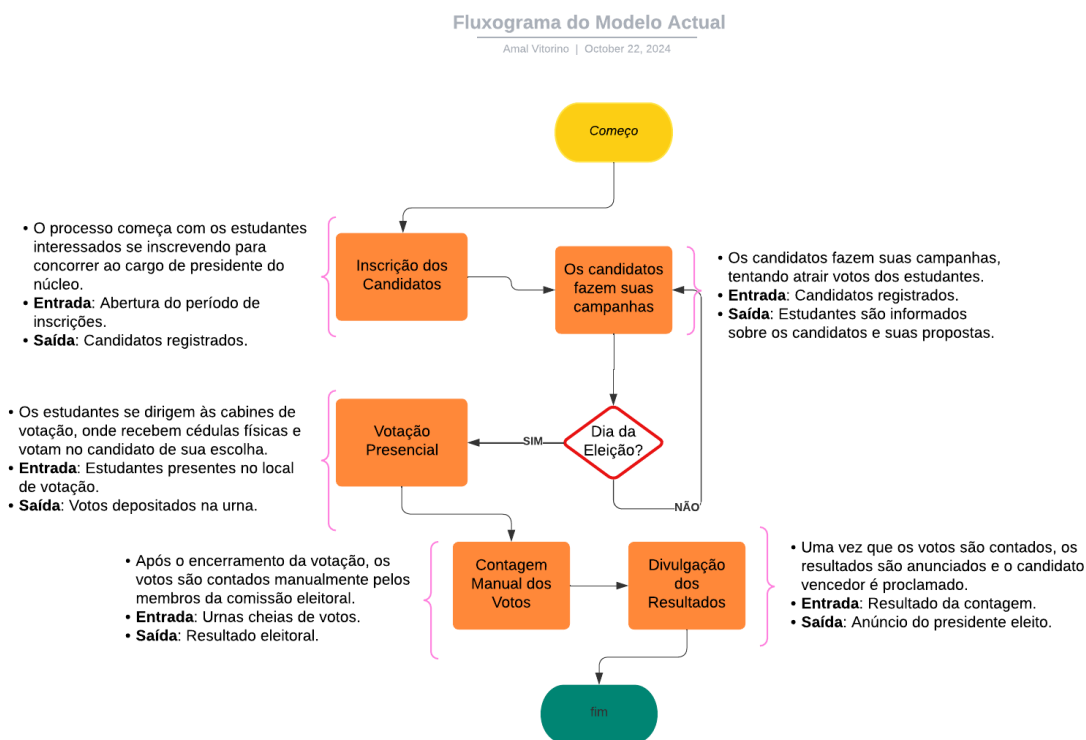 Fluxograma do Modelo Actual
Amal Vitorino | October 22, 2024
Começo
• O processo começa com os estudantes
interessados se inscrevendo para
concorrer ao cargo de presidente do
núcleo.
• Entrada: Abertura do período de
inscrições.
• Saída: Candidatos registrados.
Inscrição dos
Candidatos
Os candidatos
fazem suas
campanhas
• Os candidatos fazem suas campanhas,
tentando atrair votos dos estudantes.
• Entrada: Candidatos registrados.
• Saída: Estudantes são informados
sobre os candidatos e suas propostas.
• Os estudantes se dirigem às cabines de
votação, onde recebem cédulas físicas e
votam no candidato de sua escolha.
• Entrada: Estudantes presentes no local
de votação.
• Saída: Votos depositados na urna.
Votação
Presencial
SIM
Dia da
Eleição?
NÃO
• Após o encerramento da votação, os
votos são contados manualmente pelos
membros da comissão eleitoral.
• Entrada: Urnas cheias de votos.
• Saída: Resultado eleitoral.
Contagem
Manual dos
Votos
Divulgação
dos
Resultados
• Uma vez que os votos são contados, os
resultados são anunciados e o candidato
vencedor é proclamado.
• Entrada: Resultado da contagem.
• Saída: Anúncio do presidente eleito.
fim